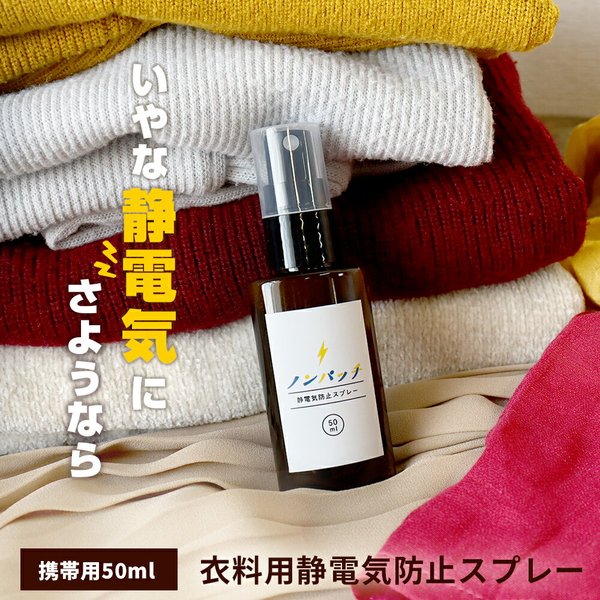 いやな静電気に
さようなら
ノンパッチ
静電気防止スプレー
50
ml
携帯用50ml
衣料用静電気防止スプレー